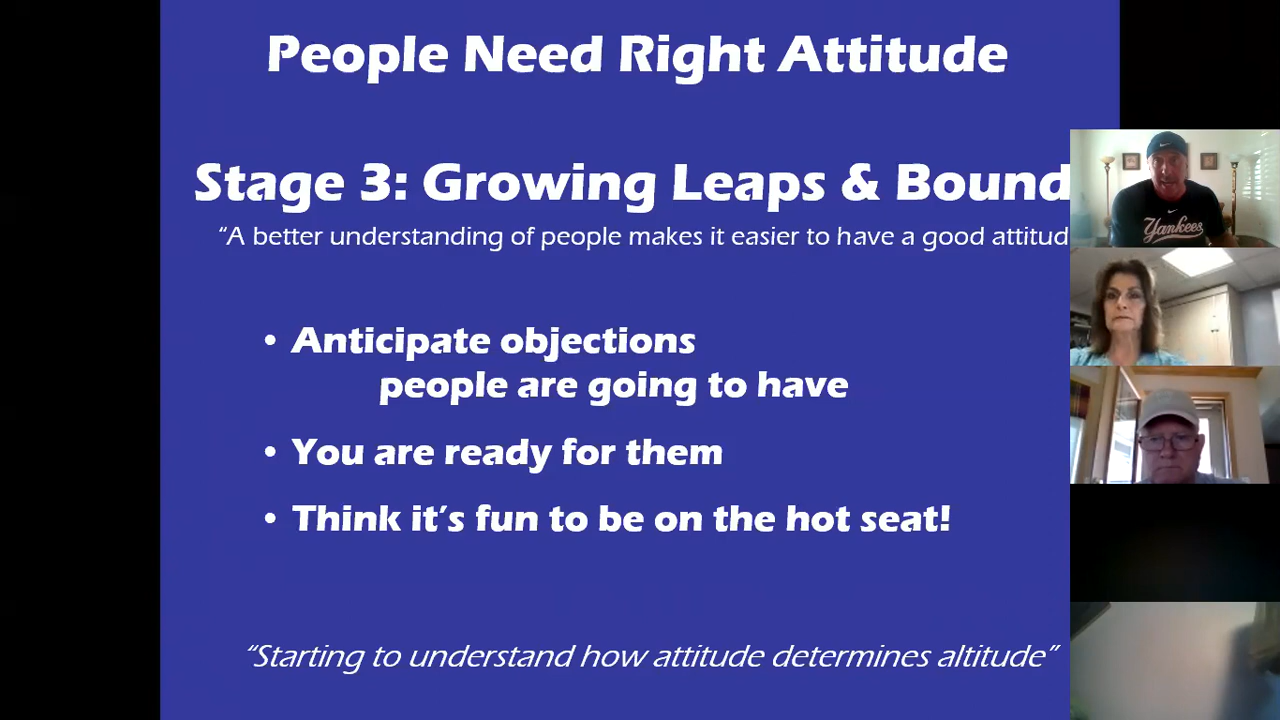 People Need Right Attitude
Stage 3: Growing Leaps & Bound
“A better understanding of people makes it easier to have a good attitud
• Anticipate objections
people are going to have
• You are ready for them
• Think it’s fun to be on the hot seat!
“Starting to understand how attitude determines altitude”
Yankees